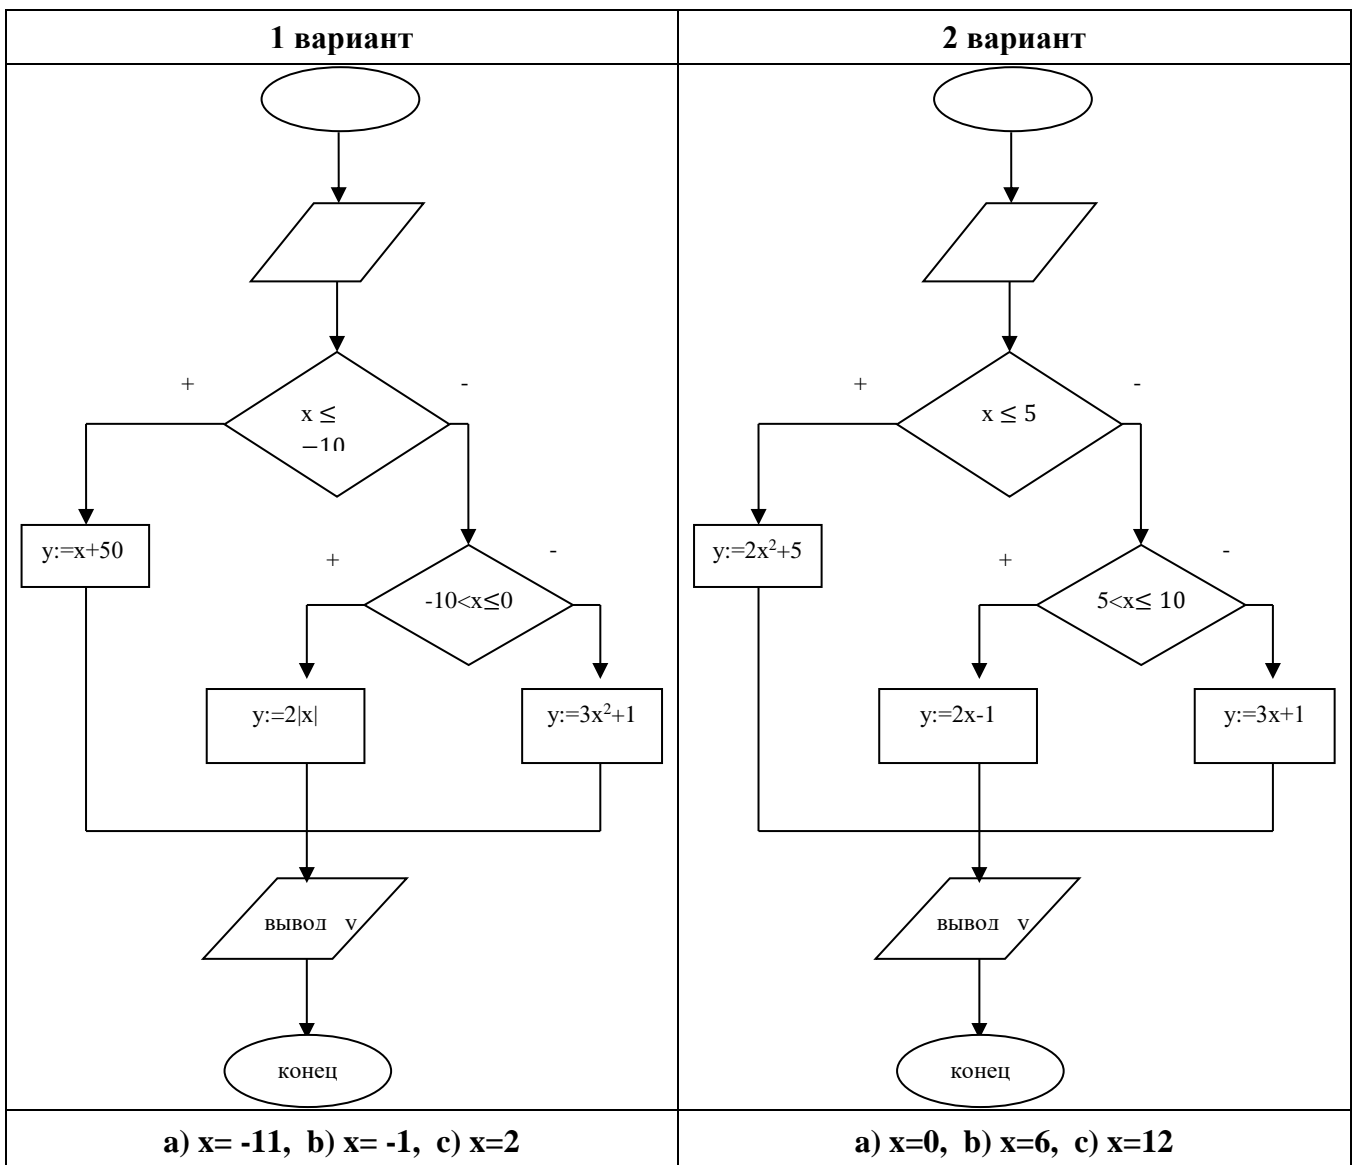 1 вариант
2 вариант
+
-
x ≤
−10
y:=x+50
+
-
-10<x≤0
y:=2|x|
y:=3x²+1
вывод y
конец
+
-
x ≤ 5
y:=2x²+5
+
-
5<x≤ 10
y:=2x-1
y:=3x+1
вывод y
конец
a) x= -11, b) x= -1, c) x=2
a) x=0, b) x=6, c) x=12